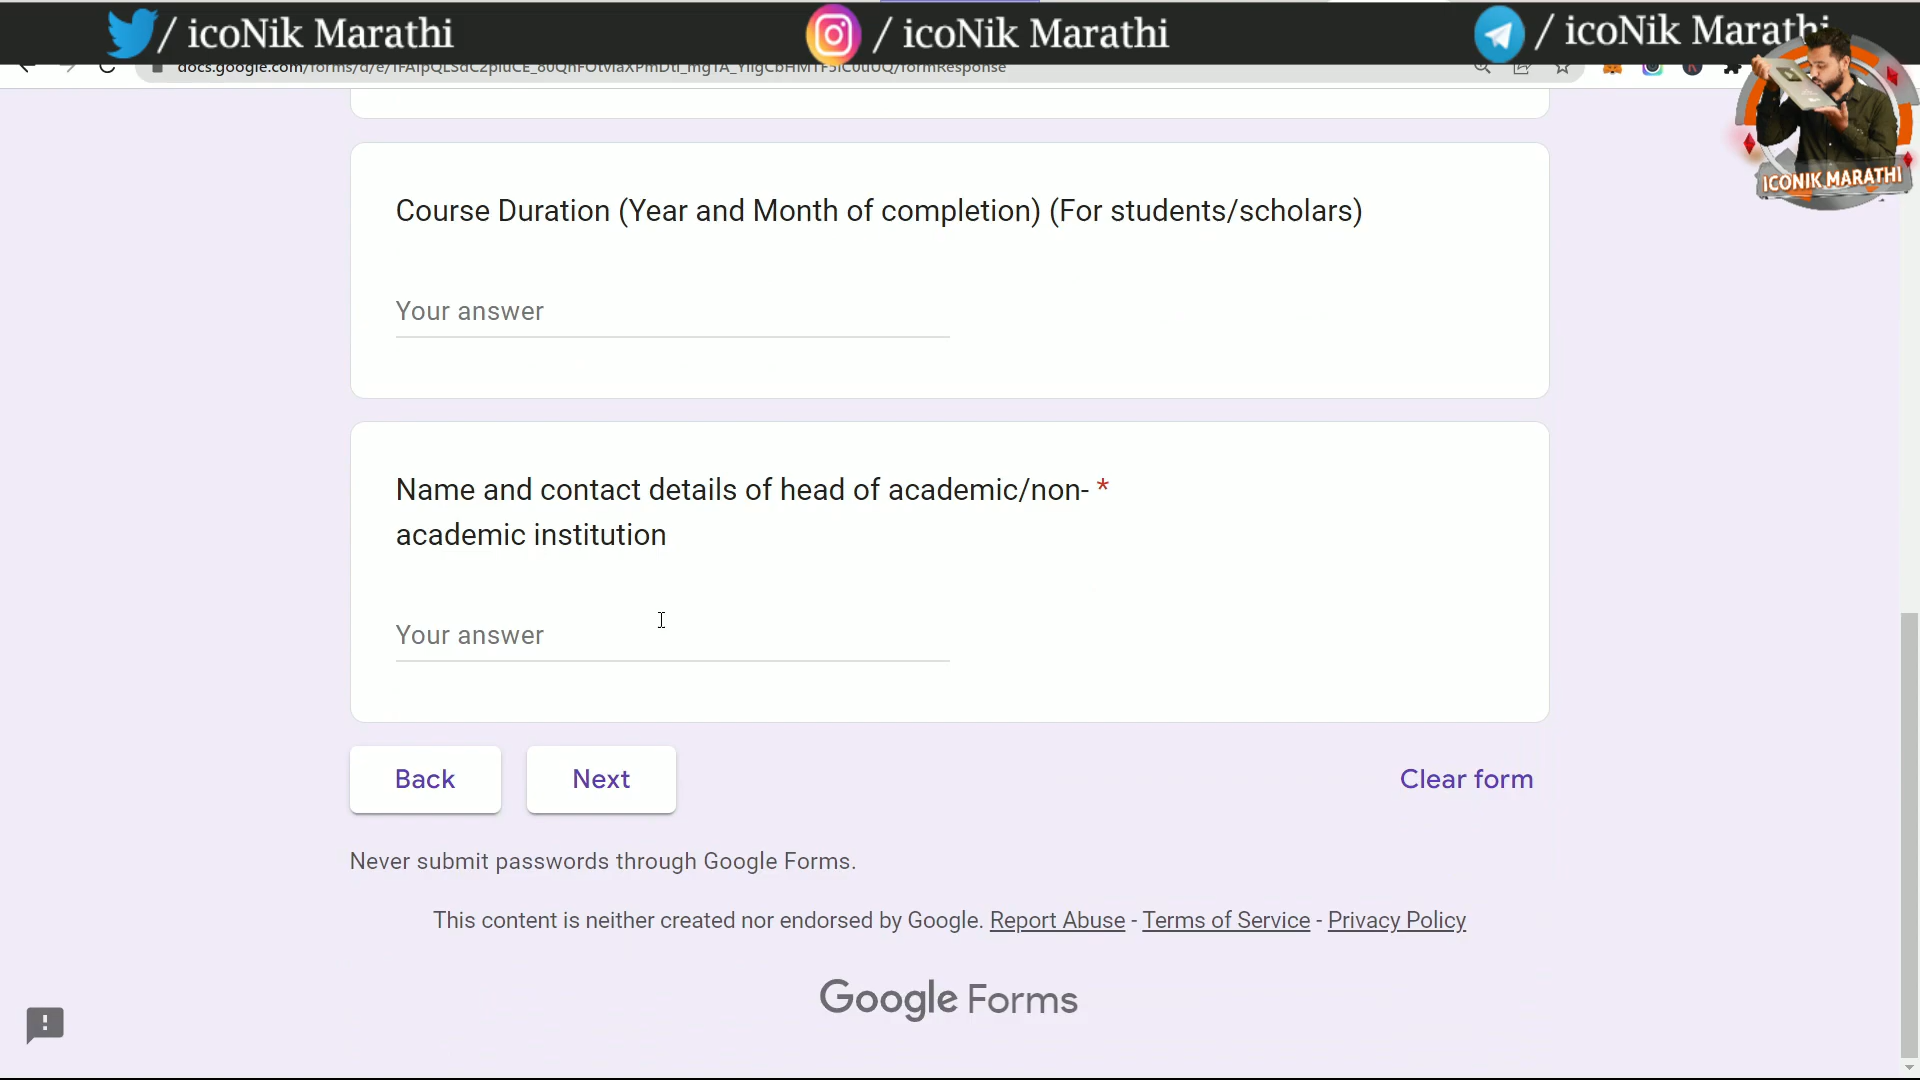 / icoNik Marathi
/ icoNik Marathi
/ icoNik Marathi
ICONIK MARATHI
Course Duration (Year and Month of completion) (For students/scholars)
Your answer
Name and contact details of head of academic/non- *
academic institution
Your answer
Back
Next
Clear form
Never submit passwords through Google Forms.
This content is neither created nor endorsed by Google. Report Abuse - Terms of Service - Privacy Policy
Google Forms